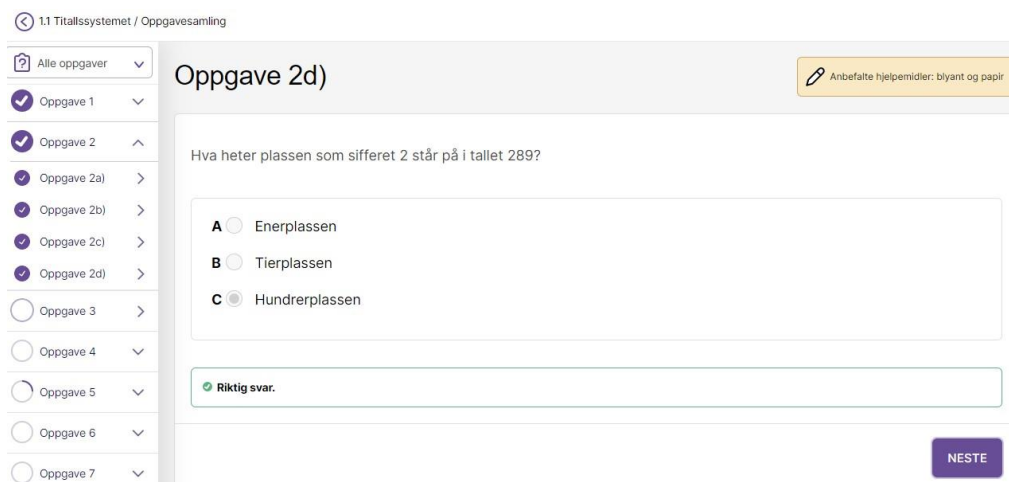 1.1 Titallssystemet / Oppgavesamling
Alle oppgaver
Oppgave 1
Oppgave 2
Oppgave 2a)
Oppgave 2b)
Oppgave 2c)
Oppgave 2d)
Oppgave 3
Oppgave 4
Oppgave 5
Oppgave 6
Oppgave 7
Oppgave 2d)
Anbefalte hjelpemidler: blyant og papir
Hva heter plassen som sifferet 2 står på i tallet 289?
A Enerplassen
B Tierplassen
C Hundrerplassen
Riktig svar.
NESTE